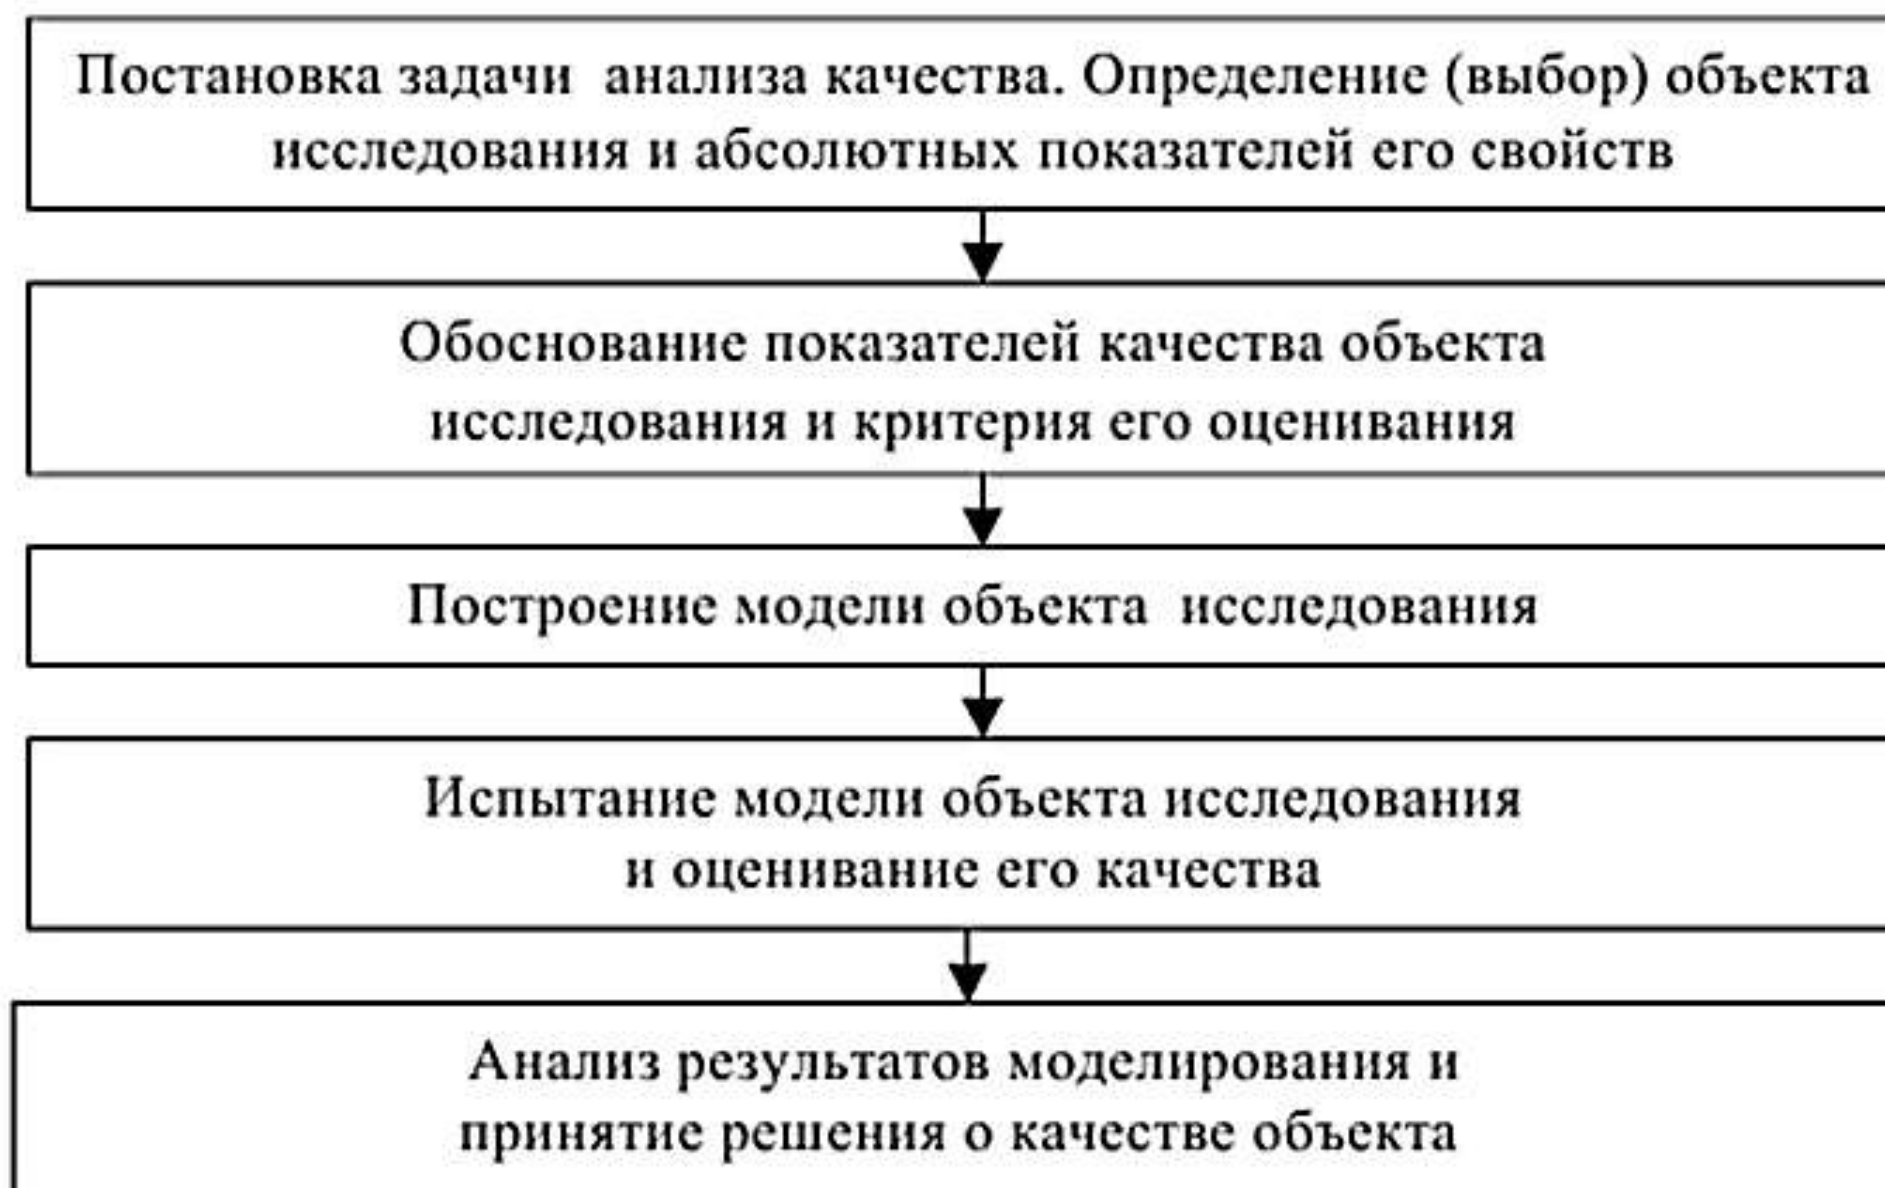 Постановка задачи анализа качества. Определение (выбор) объекта
исследования и абсолютных показателей его свойств
Обоснование показателей качества объекта
исследования и критерия его оценивания
Построение модели объекта исследования
Испытание модели объекта исследования
и оценивание его качества
Анализ результатов моделирования и
принятие решения о качестве объекта